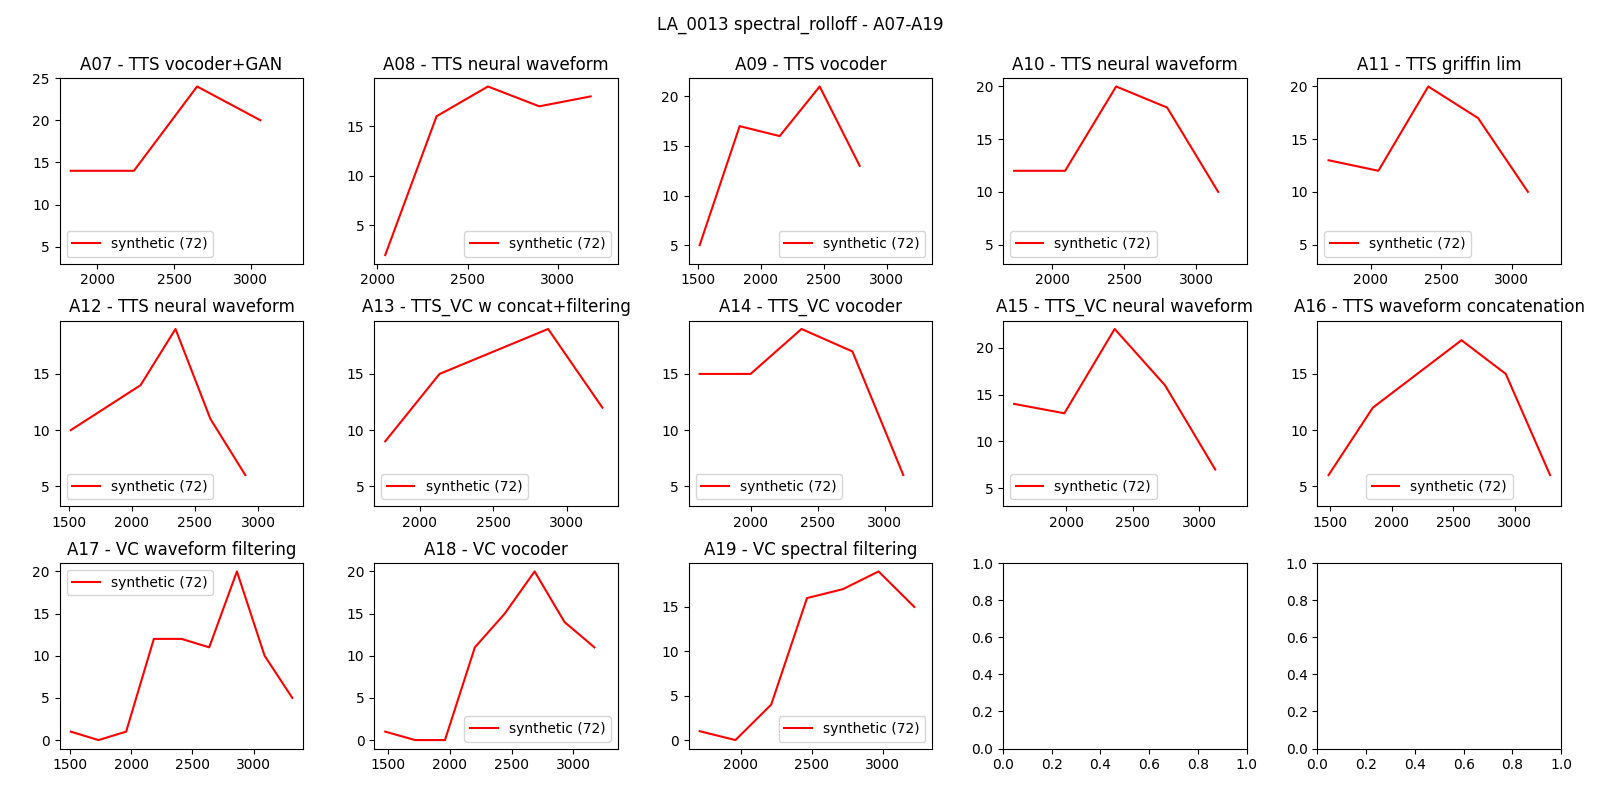 LA_0013 spectral_rolloff - A07-A19
A07 - TTS vocoder+GAN
A08 - TTS neural waveform
A09 - TTS vocoder
A10 - TTS neural waveform
A11 - TTS griffin lim
25
20
15
10
5
synthetic (72)
2000 2500 3000
15
10
5
synthetic (72)
2000 2500 3000
20
15
10
5
synthetic (72)
1500 2000 2500 3000
20
15
10
5
synthetic (72)
2000 2500 3000
20
15
10
5
synthetic (72)
2000 2500 3000
A12 - TTS neural waveform
A13 - TTS_VC w concat+filtering
A14 - TTS_VC vocoder
A15 - TTS_VC neural waveform
A16 - TTS waveform concatenation
15
10
5
synthetic (72)
1500 2000 2500 3000
15
10
5
synthetic (72)
2000 2500 3000
15
10
5
synthetic (72)
2000 2500 3000
20
15
10
5
synthetic (72)
2000 2500 3000
15
10
5
synthetic (72)
1500 2000 2500 3000
A17 - VC waveform filtering
A18 - VC vocoder
A19 - VC spectral filtering
20
15
10
5
0
synthetic (72)
1500 2000 2500 3000
20
15
10
5
0
synthetic (72)
1500 2000 2500 3000
15
10
5
0
synthetic (72)
2000 2500 3000
1.0
0.8
0.6
0.4
0.2
0.0
0.0 0.2 0.4 0.6 0.8 1.0
1.0
0.8
0.6
0.4
0.2
0.0
0.0 0.2 0.4 0.6 0.8 1.0